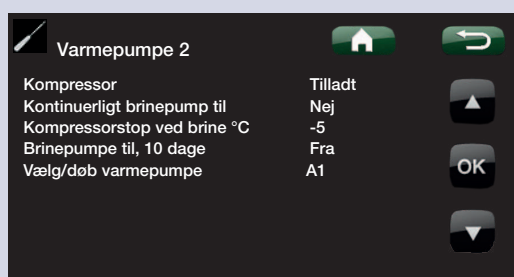 Varmepumpe 2
Kompressor Tilladt
Kontinuerligt brinepump til Nej
Kompressorstop ved brine °C -5
Brinepumpe til, 10 dage Fra
Vælg/døb varmepumpe A1
OK